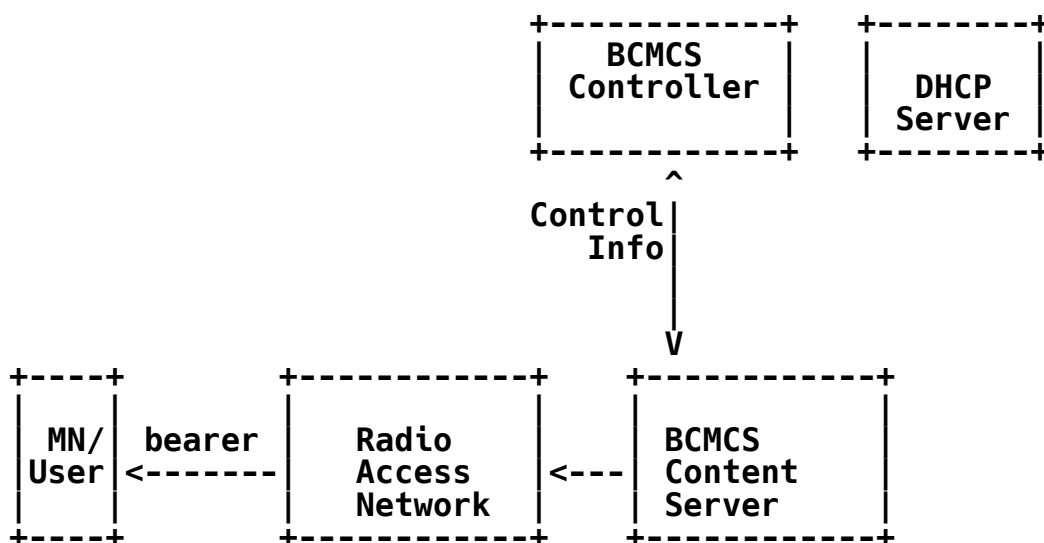 +-------------+   +--------+
|    BCMCS    |   |        |
|  Controller |   |  DHCP  |
|             |   | Server |
+-------------+   +--------+
^
Control|
Info|
|
|
V
+----+        +-------------+    +------------+
|    |        |             |    |            |
| MN/| bearer |   Radio     |    | BCMCS      |
|User|<-------|   Access    |<---| Content    |
|    |        |   Network   |    | Server     |
+----+        +-------------+    +------------+